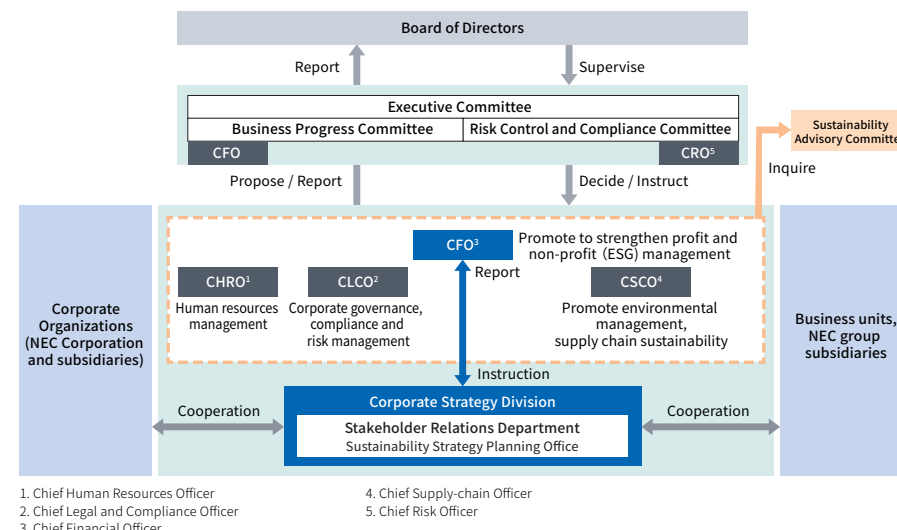 Board of Directors
Report
Supervise
Executive Committee
Business Progress Committee
Risk Control and Compliance Committee
CFO
CRO5
Sustainability
Advisory
Propose / Report
Decide / Instruct
Inquire
CFO3
Promote to strengthen profit and
non-profit (ESG) management
Report
CHRO1
CLCO2
CSCO4
Human resources
management
Corporate governance,
compliance and
risk management
Promote environmental
management,
supply chain sustainability
Corporate
Organizations
(NEC Corporation
and subsidiaries)
Business units,
NEC group
subsidiaries
Instruction
Cooperation
Corporate Strategy Division
Stakeholder Relations Department
Sustainability Strategy Planning Office
Cooperation
1. Chief Human Resources Officer
2. Chief Legal and Compliance Officer
3. Chief Financial Officer
4. Chief Supply-chain Officer
5. Chief Risk Officer